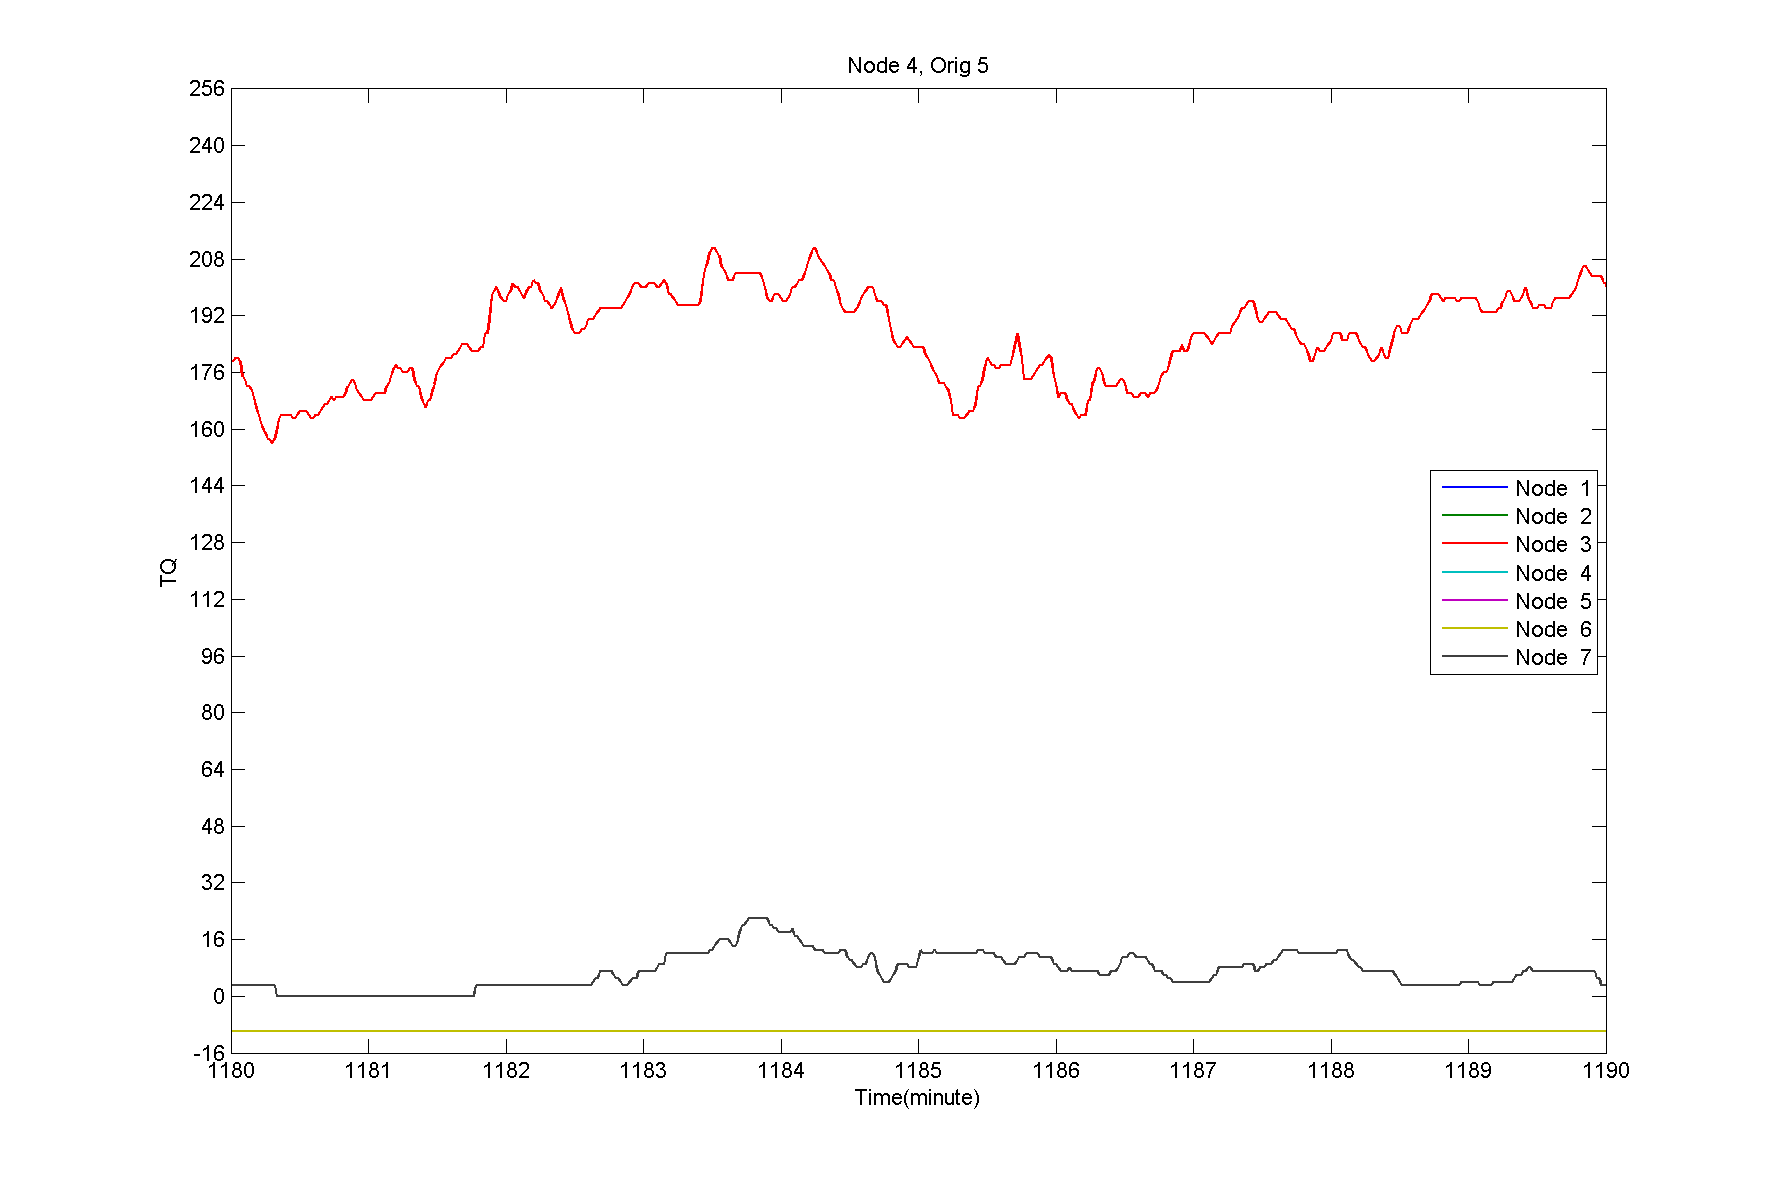 Node 4, Orig 5
256
240
224
208
192
176
160
144
128
112
96
80
64
48
32
16
0
-16
TQ
Node 1
Node 2
Node 3
Node 4
Node 5
Node 6
Node 7
1180 1181 1182 1183 1184 1185 1186 1187 1188 1189 1190
Time(minute)